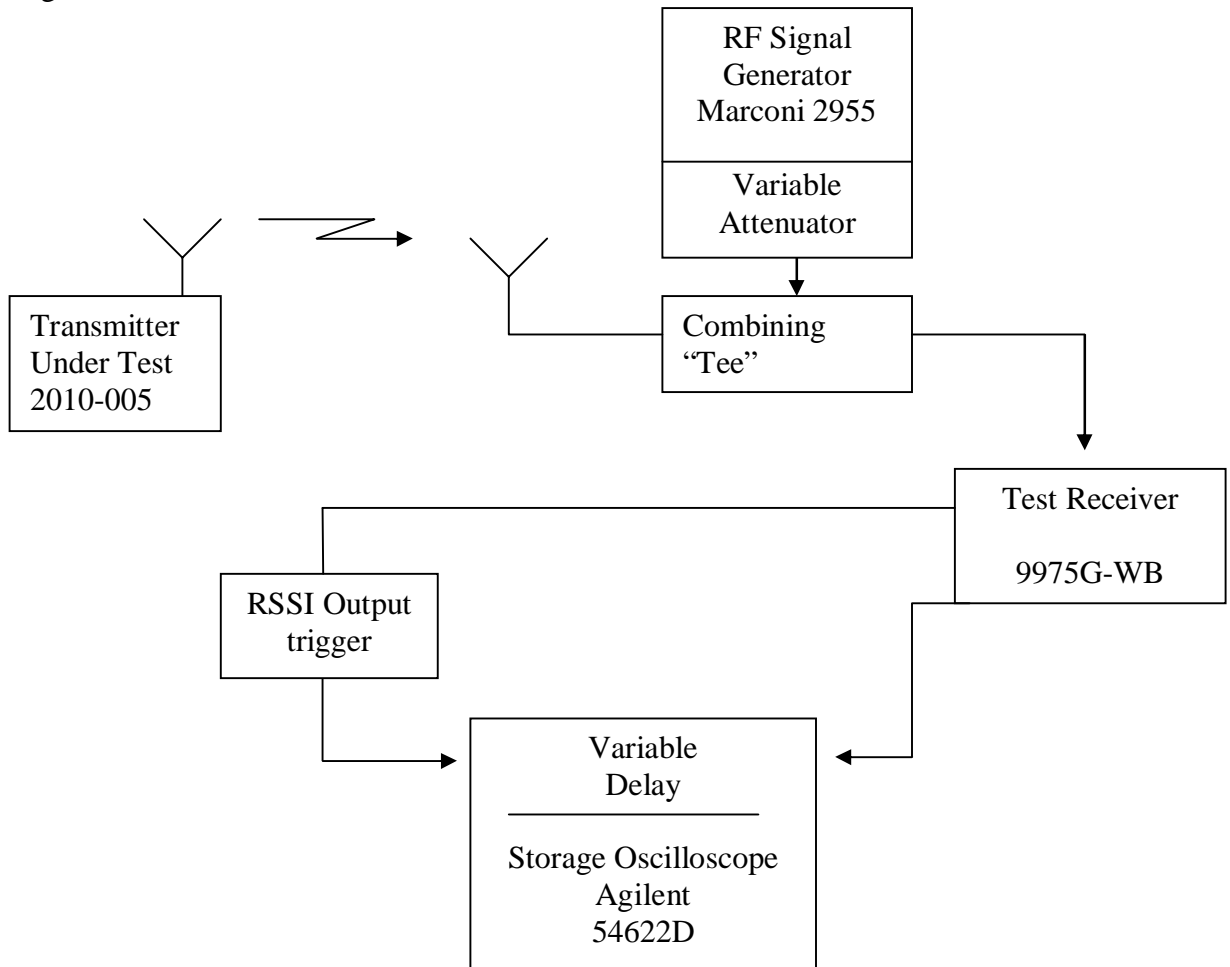 RF Signal
Generator
Marconi 2955
Variable
Attenuator
Transmitter
Under Test
2010-005
Combining
“Tee”
Test Receiver
9975G-WB
RSSI Output
trigger
Variable
Delay
Storage Oscilloscope
Agilent
54622D